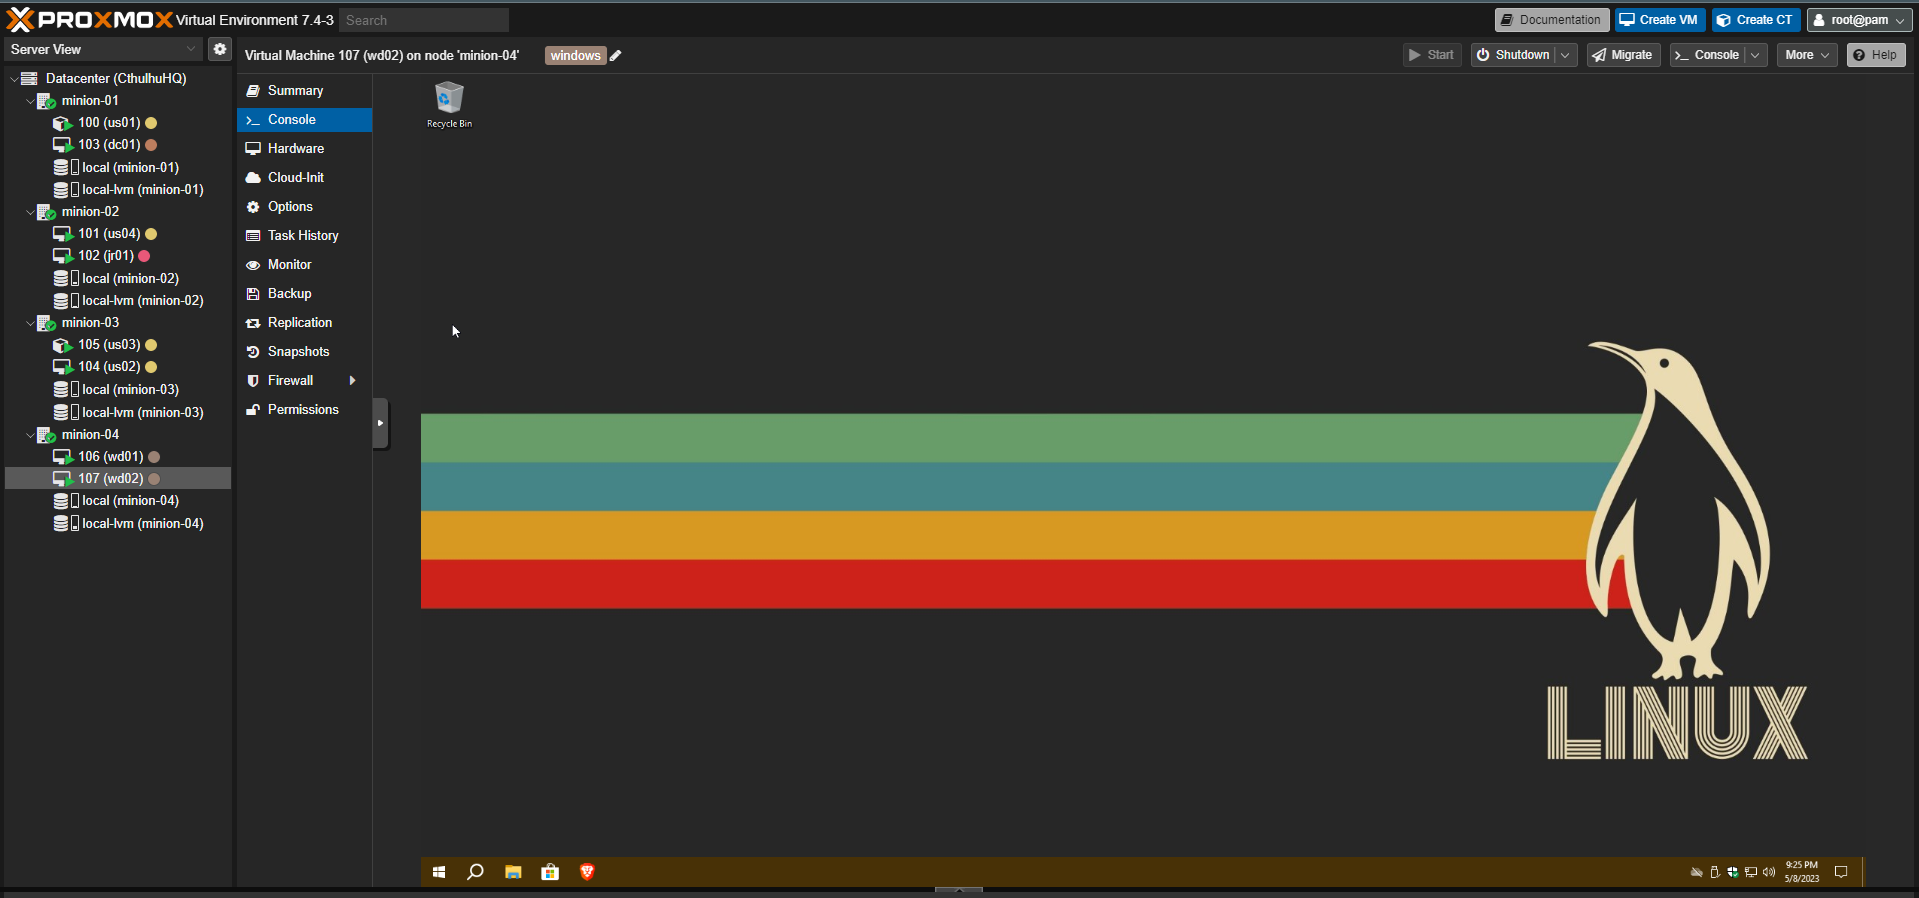 PROXMOX Virtual Environment 7.4-3 Search Documentation Create VM Create CT root@pam
Server View
Virtual Machine 107 (wd02) on node 'minion-04' windows Start Shutdown Migrate Console More Help
Datacenter (CthulhuHQ)
minion-01
100 (us01)
103 (dc01)
local (minion-01)
local-lvm (minion-01)
minion-02
101 (us04)
102 (jr01)
local (minion-02)
local-lvm (minion-02)
minion-03
105 (us03)
104 (us02)
local (minion-03)
local-lvm (minion-03)
minion-04
106 (wd01)
107 (wd02)
local (minion-04)
local-lvm (minion-04)
Summary
Console
Hardware
Cloud-Init
Options
Task History
Monitor
Backup
Replication
Snapshots
Firewall
Permissions
Recycle Bin
LINUX
9:25 PM
5/8/2023